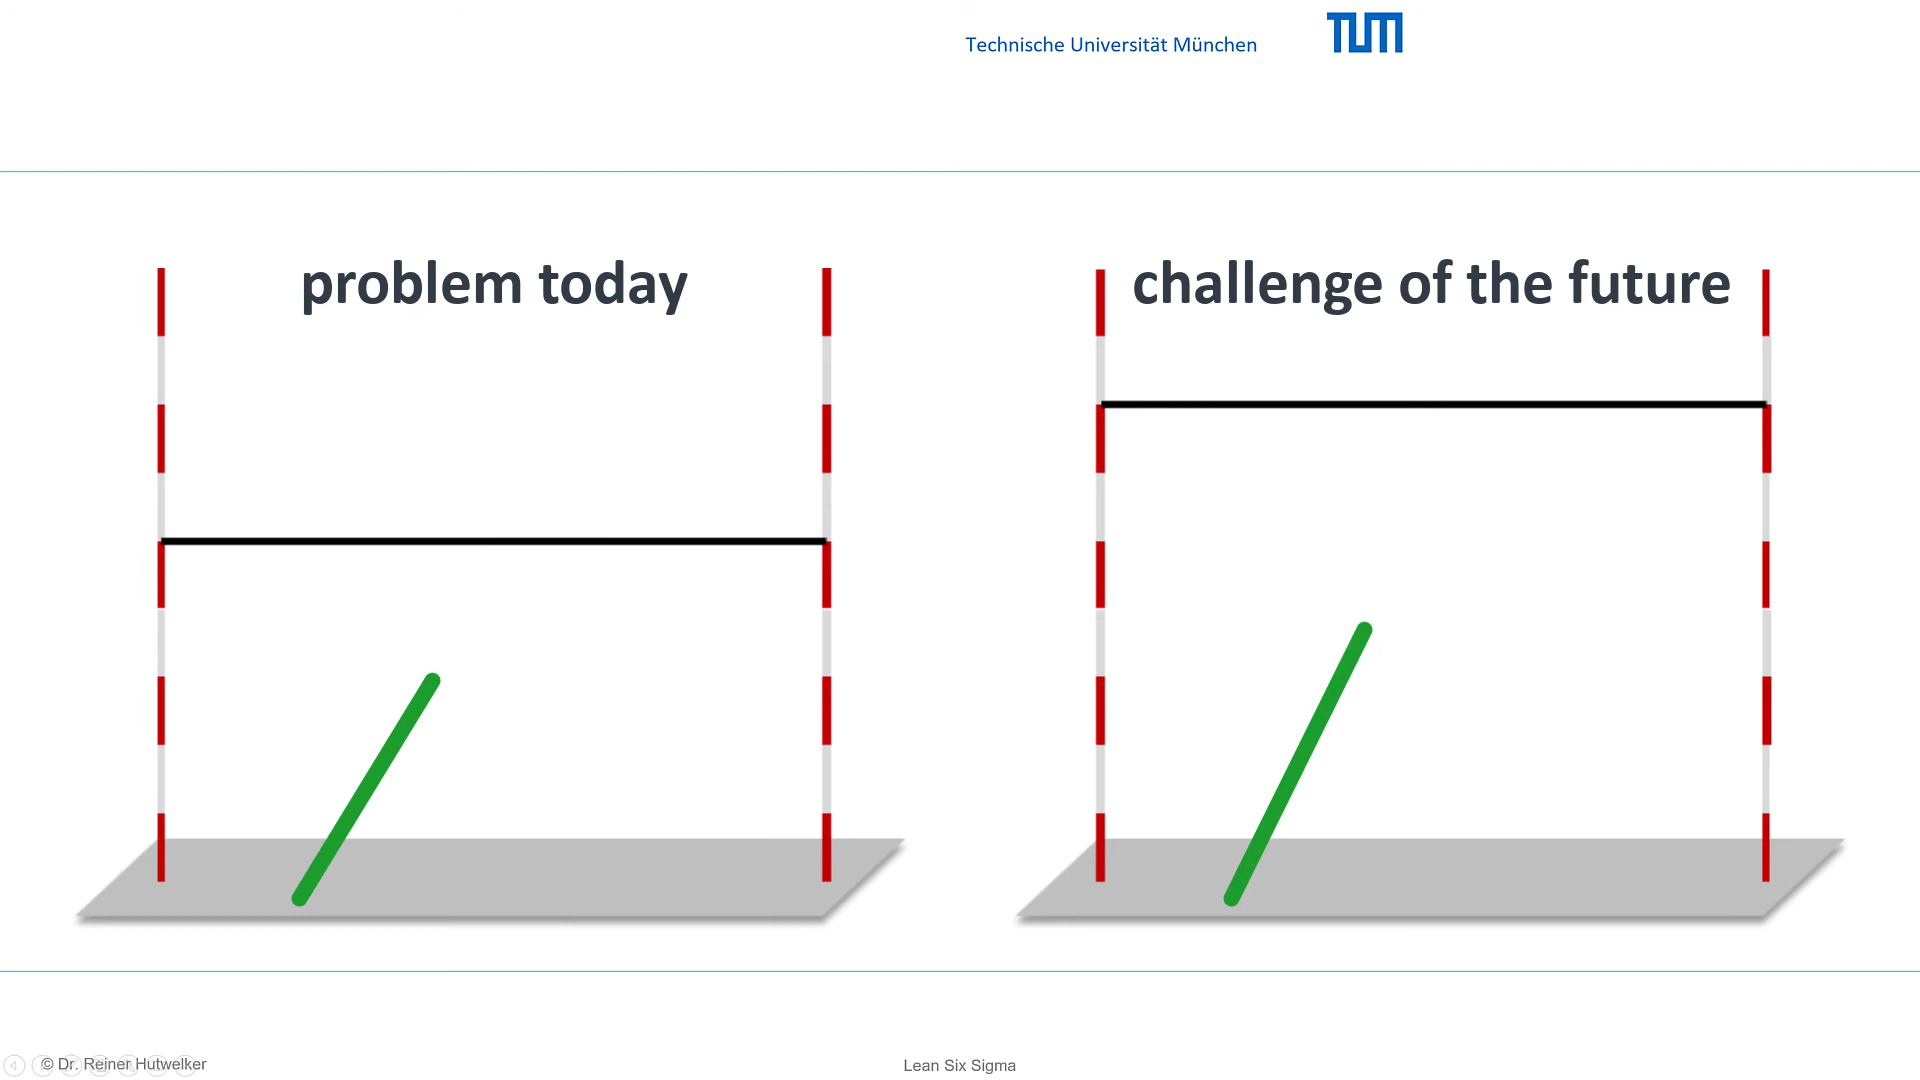 Technische Universität München
TUM
problem today
challenge of the future
© Dr. Reiner Hutwelker
Lean Six Sigma